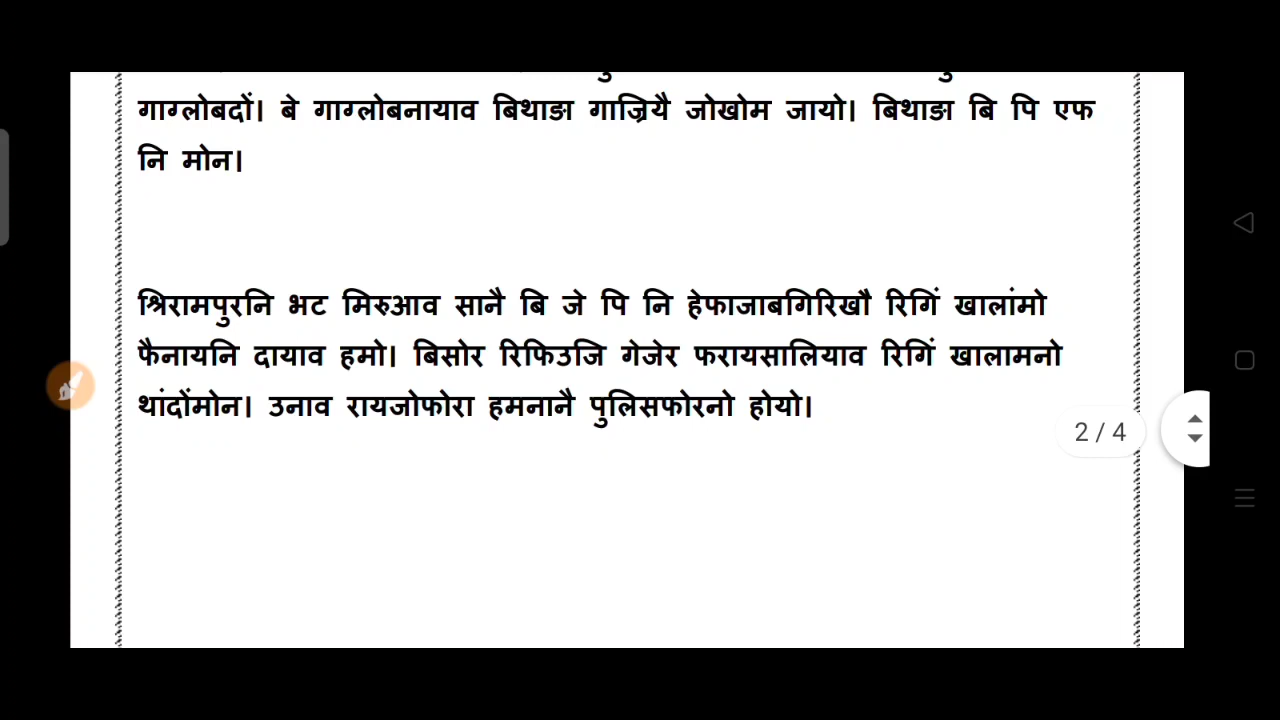 गाग्लोबदों। बे गाग्लोबनायाव बिथाङा गाज्रियै जोखोम जायो। बिथाङा बि पि एफ
नि मोन।
श्रिरामपुरनि भट मिरुआव सानै बि जे पि नि हेफाजाबगिरिखौ रिगिं खालांमो
फैनायनि दायाव हमो। बिसोर रिफिउजि गेजेर फरायसालियाव रिगिं खालामनो
थांदोंमोन। उनाव रायजोफोरा हमनानै पुलिसफोरनो होयो।
2 / 4